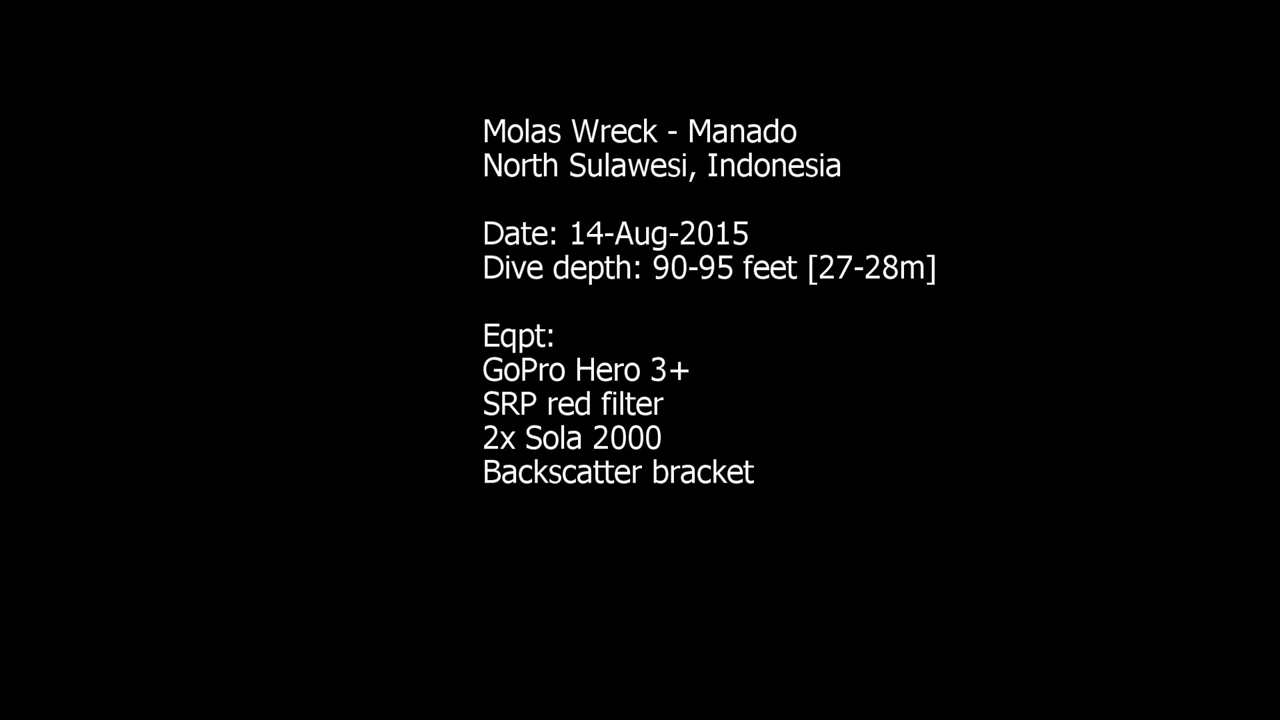 Molas Wreck - Manado
North Sulawesi, Indonesia
Date: 14-Aug-2015
Dive depth: 90-95 feet [27-28m]
Eqpt:
GoPro Hero 3+
SRP red filter
2x Sola 2000
Backscatter bracket